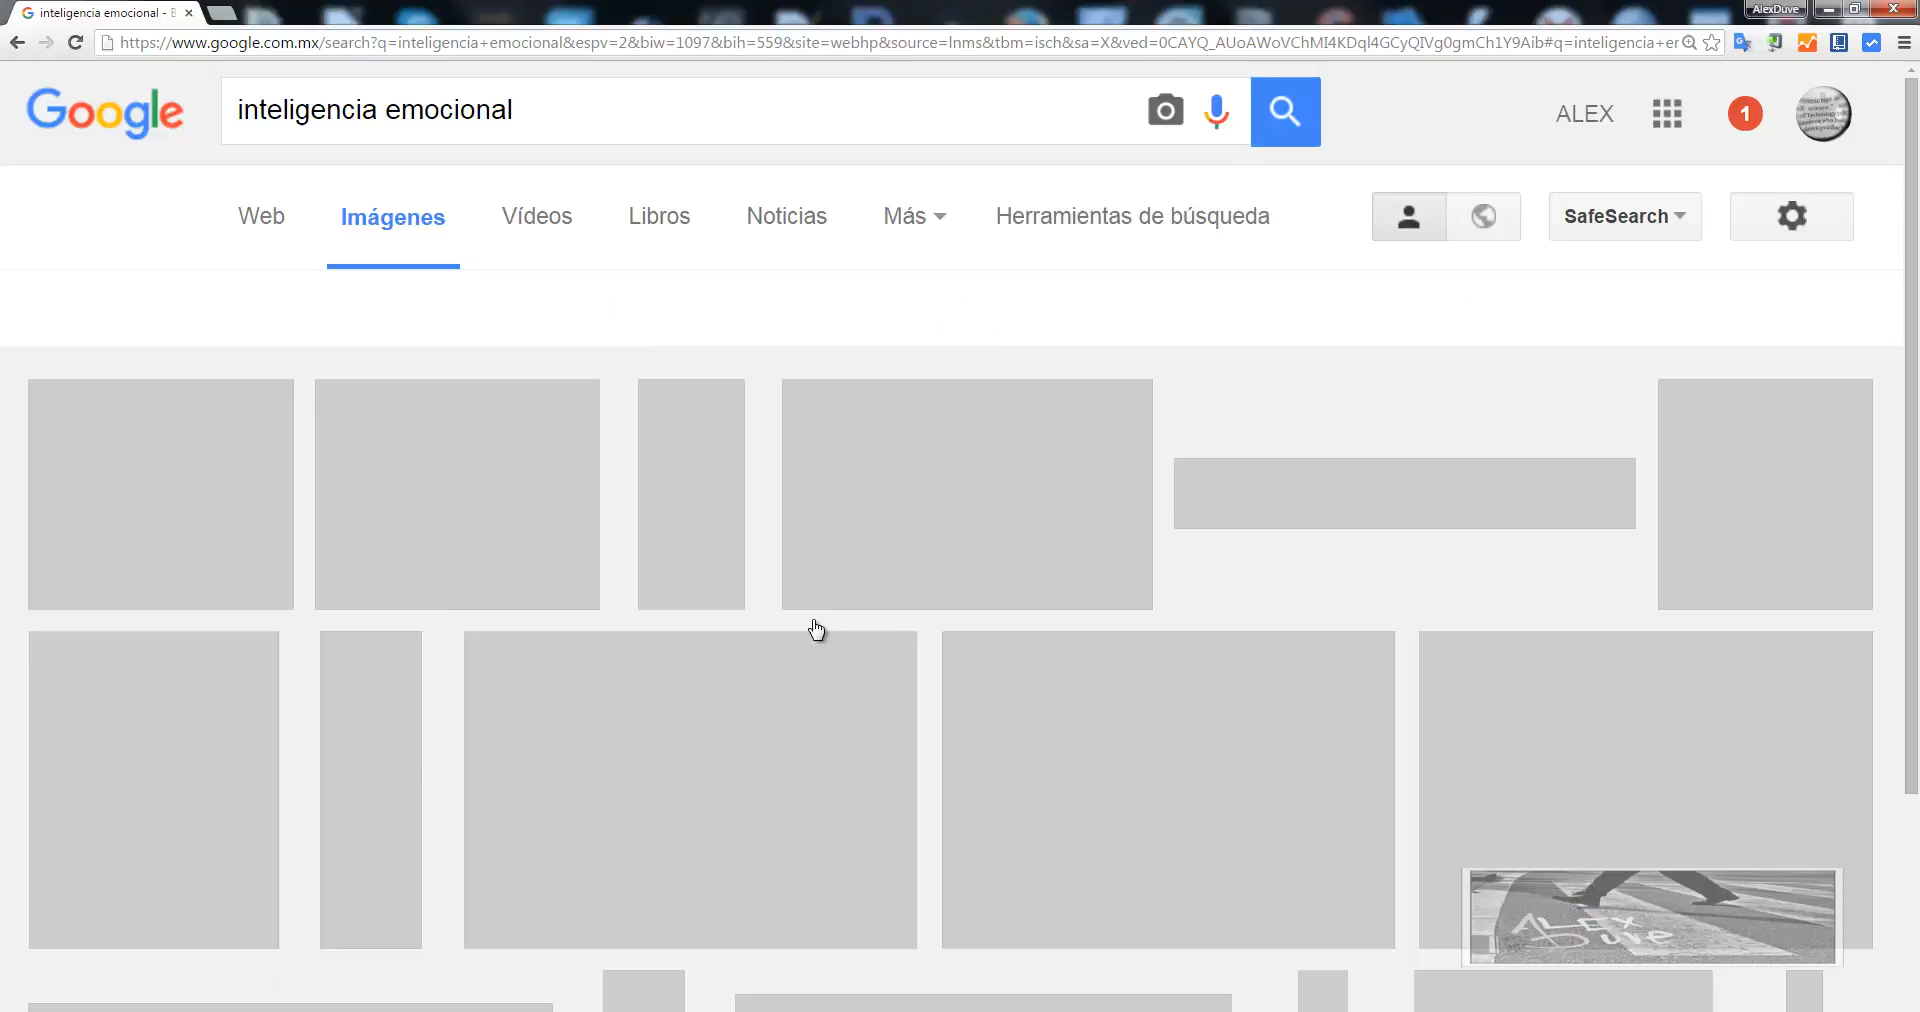 inteligencia emocional - B
AlexDuve
https://www.google.com.mx/search?q=inteligencia+emocional&espv=2&biw=1097&bih=559&site=webhp&source=lnms&tbm=isch&sa=X&ved=0CAYQ_AUoAWoVChMI4KDql4GCyQIVg0gmCh1Y9Aib#q=inteligencia+er
Google
inteligencia emocional
ALEX
1
Web
Imágenes
Vídeos
Libros
Noticias
Más
Herramientas de búsqueda
SafeSearch
ALEX
Duve